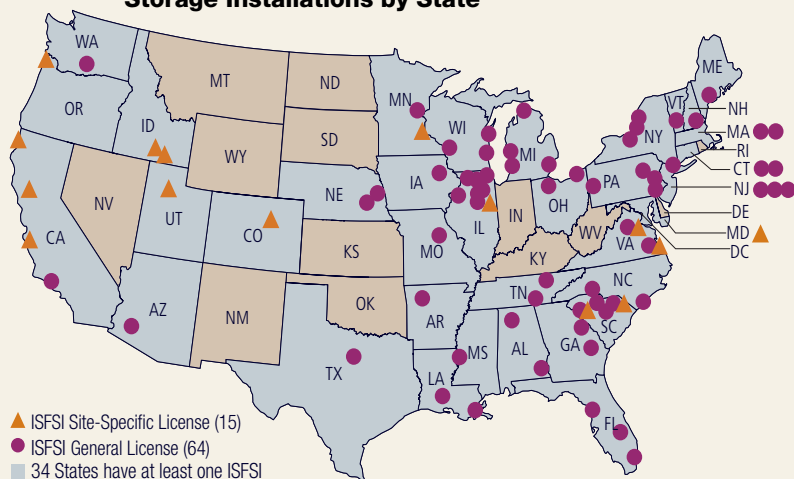 Storage Installations by State
WA
MT
ND
MN
ME
VT
NH
OR
ID
SD
WI
MI
NY
MA
RI
CT
NJ
WY
IA
NE
PA
OH
DE
MD
DC
NV
UT
CO
IL
IN
WV
VA
CA
KS
MO
KY
NC
TN
AZ
NM
OK
AR
SC
MS
AL
GA
TX
LA
FL
ISFSI Site-Specific License (15)
ISFSI General License (64)
34 States have at least one ISFSI